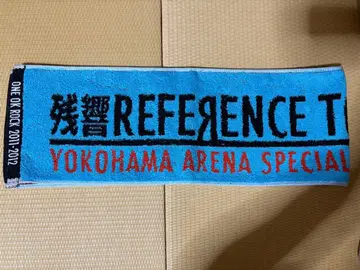 ONE OK ROCK 2011-2012
残響REFERENCE
YOKOHAMA ARENA SPECIAL